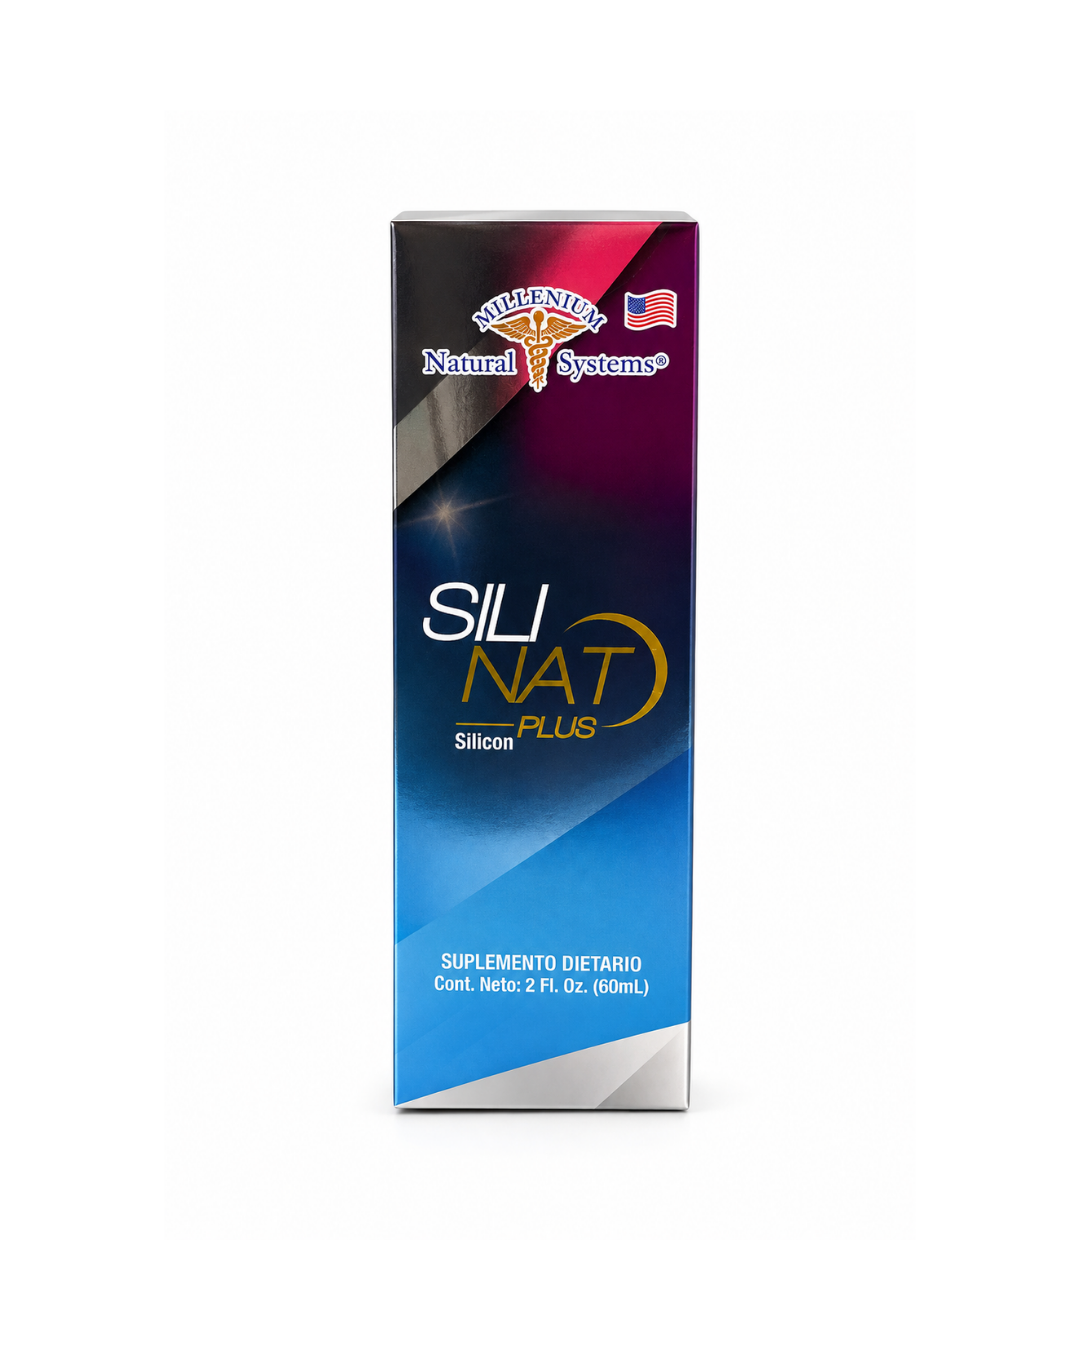 MILLENIUM
Natural Systems®
SILI
NAT
PLUS
Silicon
SUPLEMENTO DIETARIO
Cont. Neto: 2 Fl. Oz. (60mL)